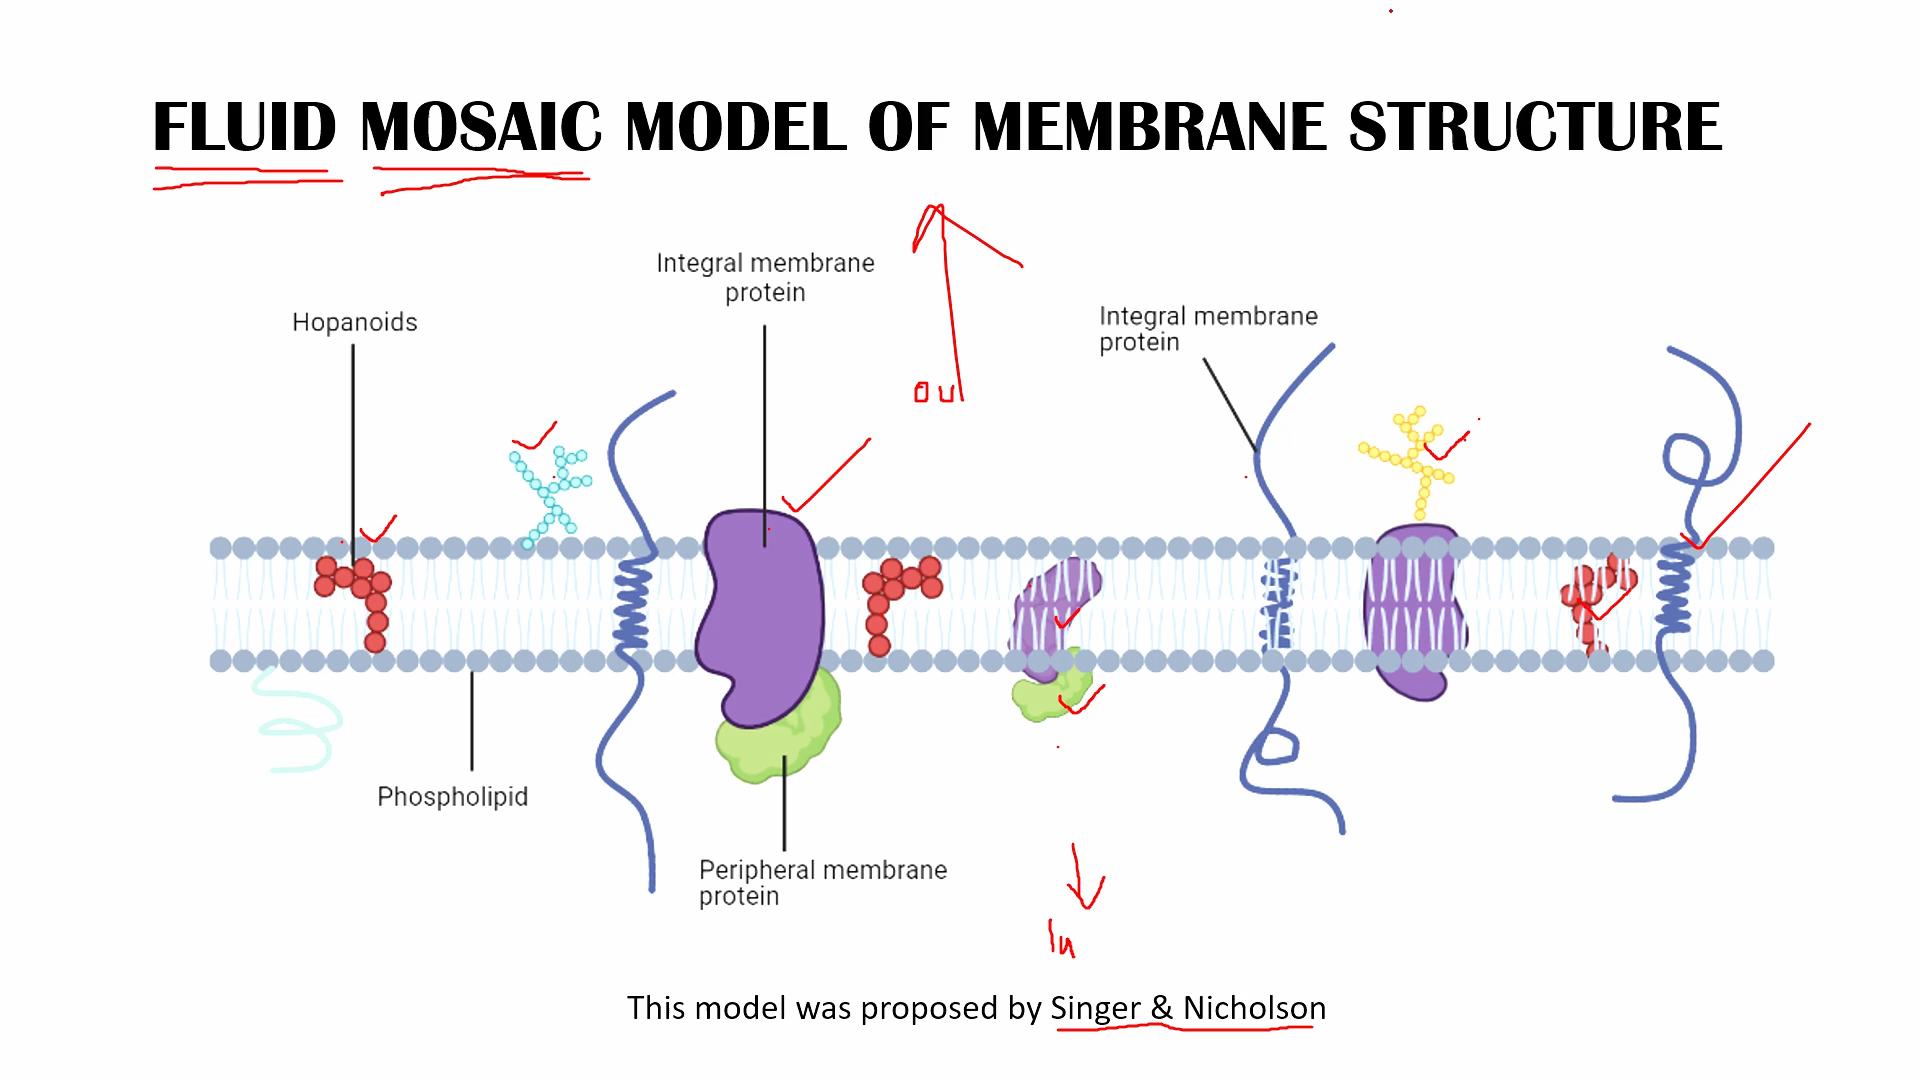 FLUID MOSAIC MODEL OF MEMBRANE STRUCTURE
Integral membrane
protein
Hopanoids
Integral membrane
protein
out
Phospholipid
Peripheral membrane
protein
In
This model was proposed by Singer & Nicholson